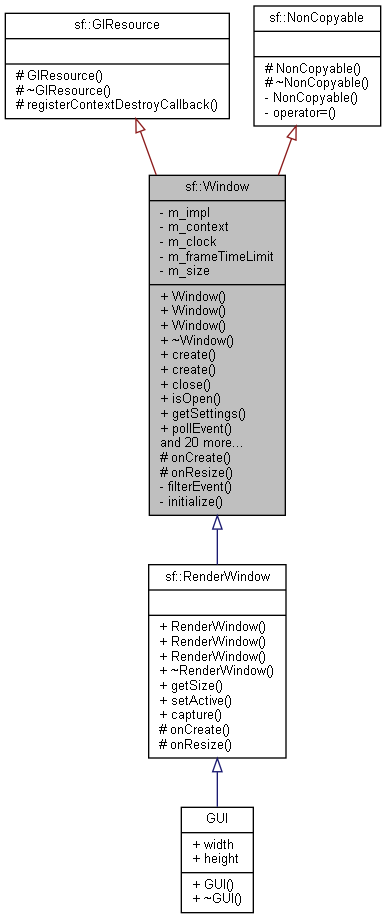 sf::GlResource
# GlResource()
# ~GlResource()
# registerContextDestroyCallback()
sf::NonCopyable
# NonCopyable()
# ~NonCopyable()
- NonCopyable()
- operator=()
sf::Window
- m_impl
- m_context
- m_clock
- m_frameTimeLimit
- m_size
+ Window()
+ Window()
+ Window()
+ ~Window()
+ create()
+ create()
+ close()
+ isOpen()
+ getSettings()
+ pollEvent()
and 20 more...
# onCreate()
# onResize()
- filterEvent()
- initialize()
sf::RenderWindow
+ RenderWindow()
+ RenderWindow()
+ RenderWindow()
+ ~RenderWindow()
+ getSize()
+ setActive()
+ capture()
# onCreate()
# onResize()
GUI
+ width
+ height
+ GUI()
+ ~GUI()